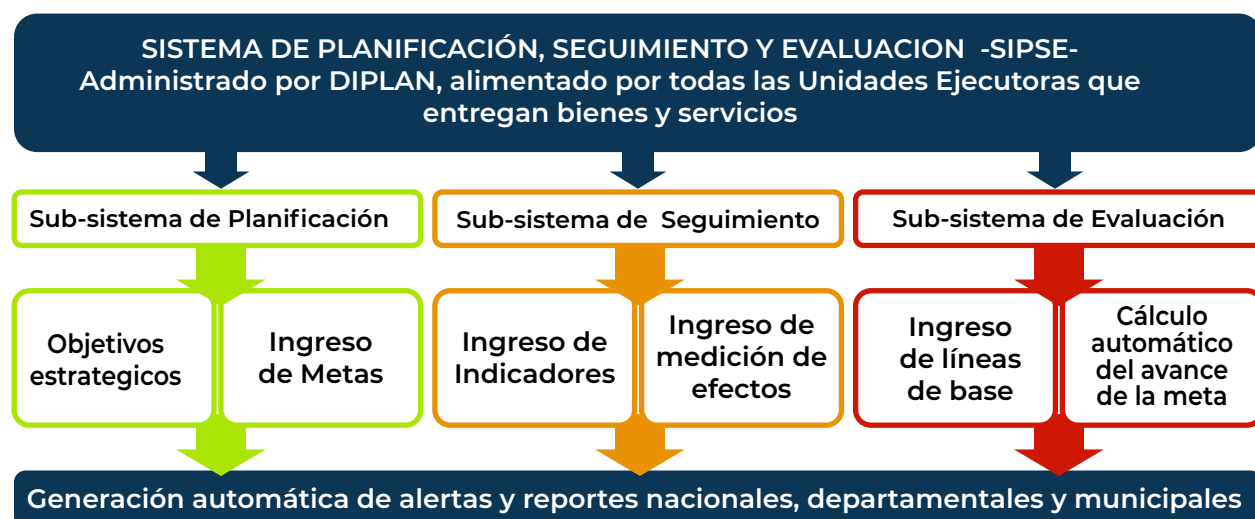 SISTEMA DE PLANIFICACIÓN, SEGUIMIENTO Y EVALUACION -SIPSE-
Administrado por DIPLAN, alimentado por todas las Unidades Ejecutoras que
entregan bienes y servicios
Sub-sistema de Planificación
Sub-sistema de Seguimiento
Sub-sistema de Evaluación
Objetivos
estrategicos
Ingreso
de Metas
Ingreso de
Indicadores
Ingreso de
medición de
efectos
Ingreso
de líneas
de base
Cálculo
automático
del avance
de la meta
Generación automática de alertas y reportes nacionales, departamentales y municipales